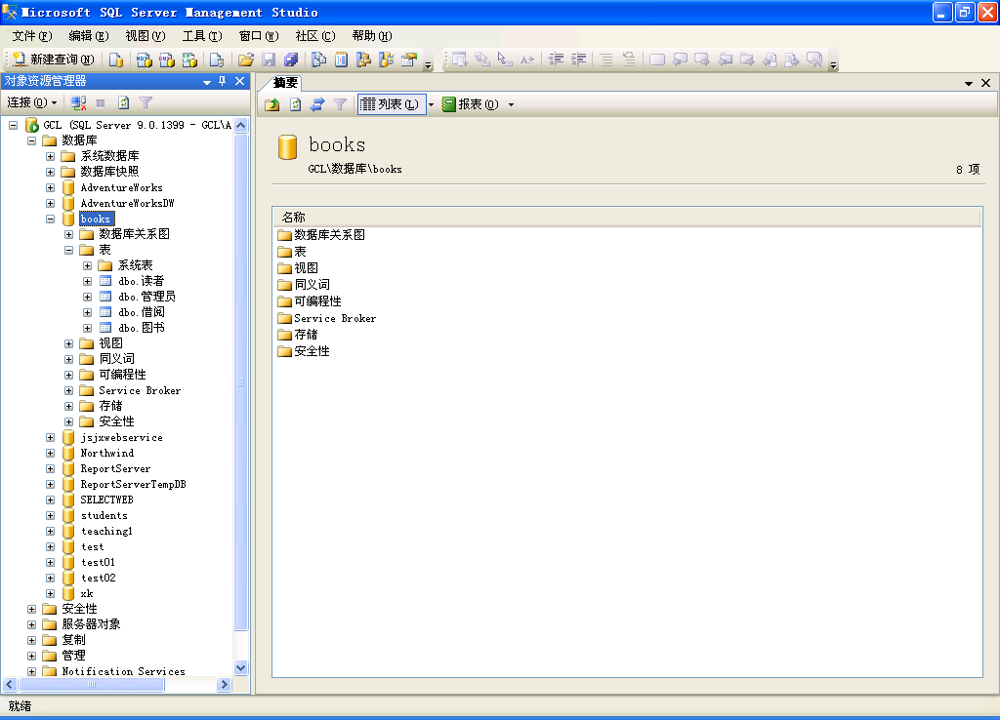 Microsoft SQL Server Management Studio
文件(F) 编辑(E) 视图(V) 工具(T) 窗口(W) 社区(C) 帮助(H)
新建查询(N)
对象资源管理器
连接(O)
GCL (SQL Server 9.0.1399 - GCL\A
数据库
系统数据库
数据库快照
AdventureWorks
AdventureWorksDW
books
数据库关系图
表
系统表
dbo.读者
dbo.管理员
dbo.借阅
dbo.图书
视图
同义词
可编程性
Service Broker
存储
安全性
jsjxwebservice
Northwind
ReportServer
ReportServerTempDB
SELECTWEB
students
teaching1
test
test01
test02
xk
安全性
服务器对象
复制
管理
Notification Services
摘要
列表(L) 报表(O)
books
GCL\数据库\books 8 项
名称
数据库关系图
表
视图
同义词
可编程性
Service Broker
存储
安全性
就绪